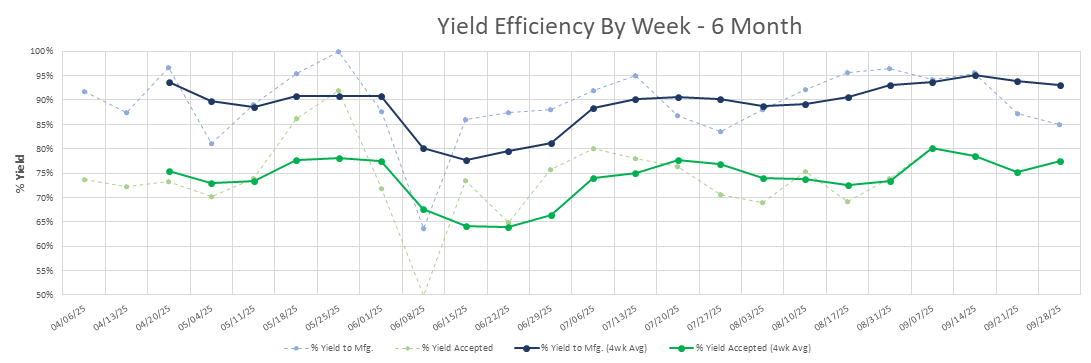 Yield Efficiency By Week - 6 Month
100%
95%
90%
85%
80%
75%
70%
65%
60%
55%
50%
% Yield
04/06/25 04/13/25 04/20/25 05/04/25 05/11/25 05/18/25 05/25/25 06/01/25 06/08/25 06/15/25 06/22/25 06/29/25 07/06/25 07/13/25 07/20/25 07/27/25 08/03/25 08/10/25 08/17/25 08/31/25 09/07/25 09/14/25 09/21/25 09/28/25
% Yield to Mfg. % Yield Accepted % Yield to Mfg. (4wk Avg) % Yield Accepted (4wk Avg)